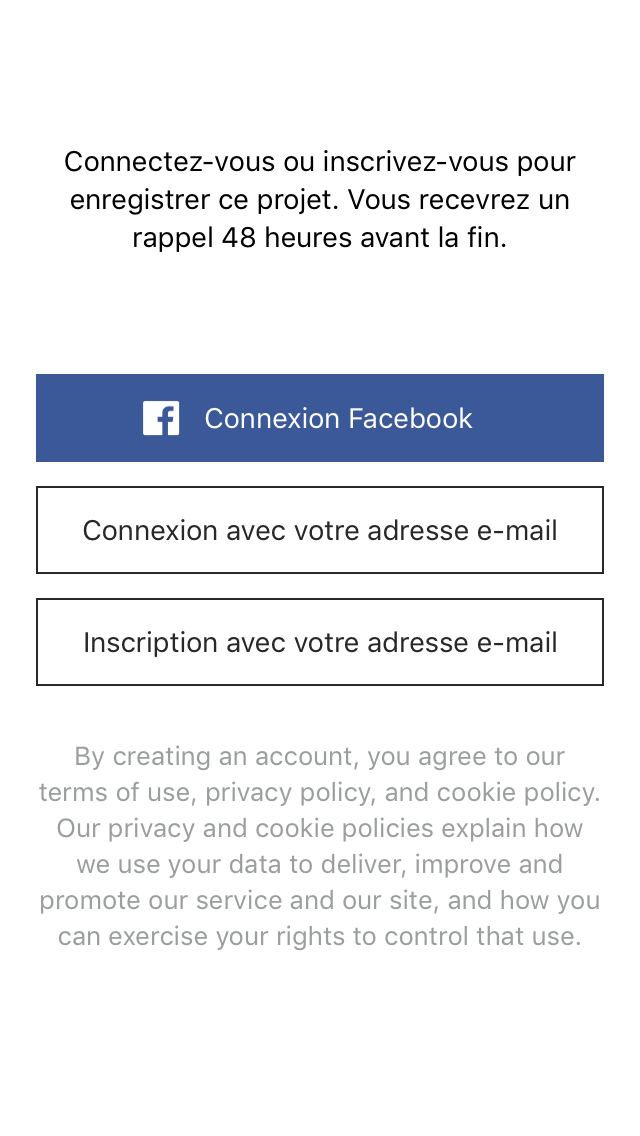 Connectez-vous ou inscrivez-vous pour
enregistrer ce projet. Vous recevrez un
rappel 48 heures avant la fin.
Connexion Facebook
Connexion avec votre adresse e-mail
Inscription avec votre adresse e-mail
By creating an account, you agree to our
terms of use, privacy policy, and cookie policy.
Our privacy and cookie policies explain how
we use your data to deliver, improve and
promote our service and our site, and how you
can exercise your rights to control that use.